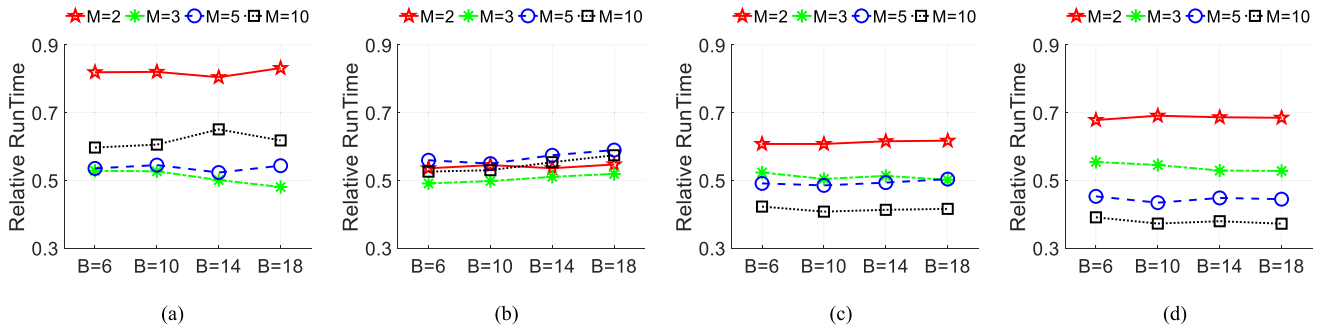 M=2 M=3 M=5 M=10
0.9
0.7
0.5
0.3
Relative RunTime
B=6 B=10 B=14 B=18
(a)
M=2 M=3 M=5 M=10
0.9
0.7
0.5
0.3
Relative RunTime
B=6 B=10 B=14 B=18
(b)
M=2 M=3 M=5 M=10
0.9
0.7
0.5
0.3
Relative RunTime
B=6 B=10 B=14 B=18
(c)
M=2 M=3 M=5 M=10
0.9
0.7
0.5
0.3
Relative RunTime
B=6 B=10 B=14 B=18
(d)